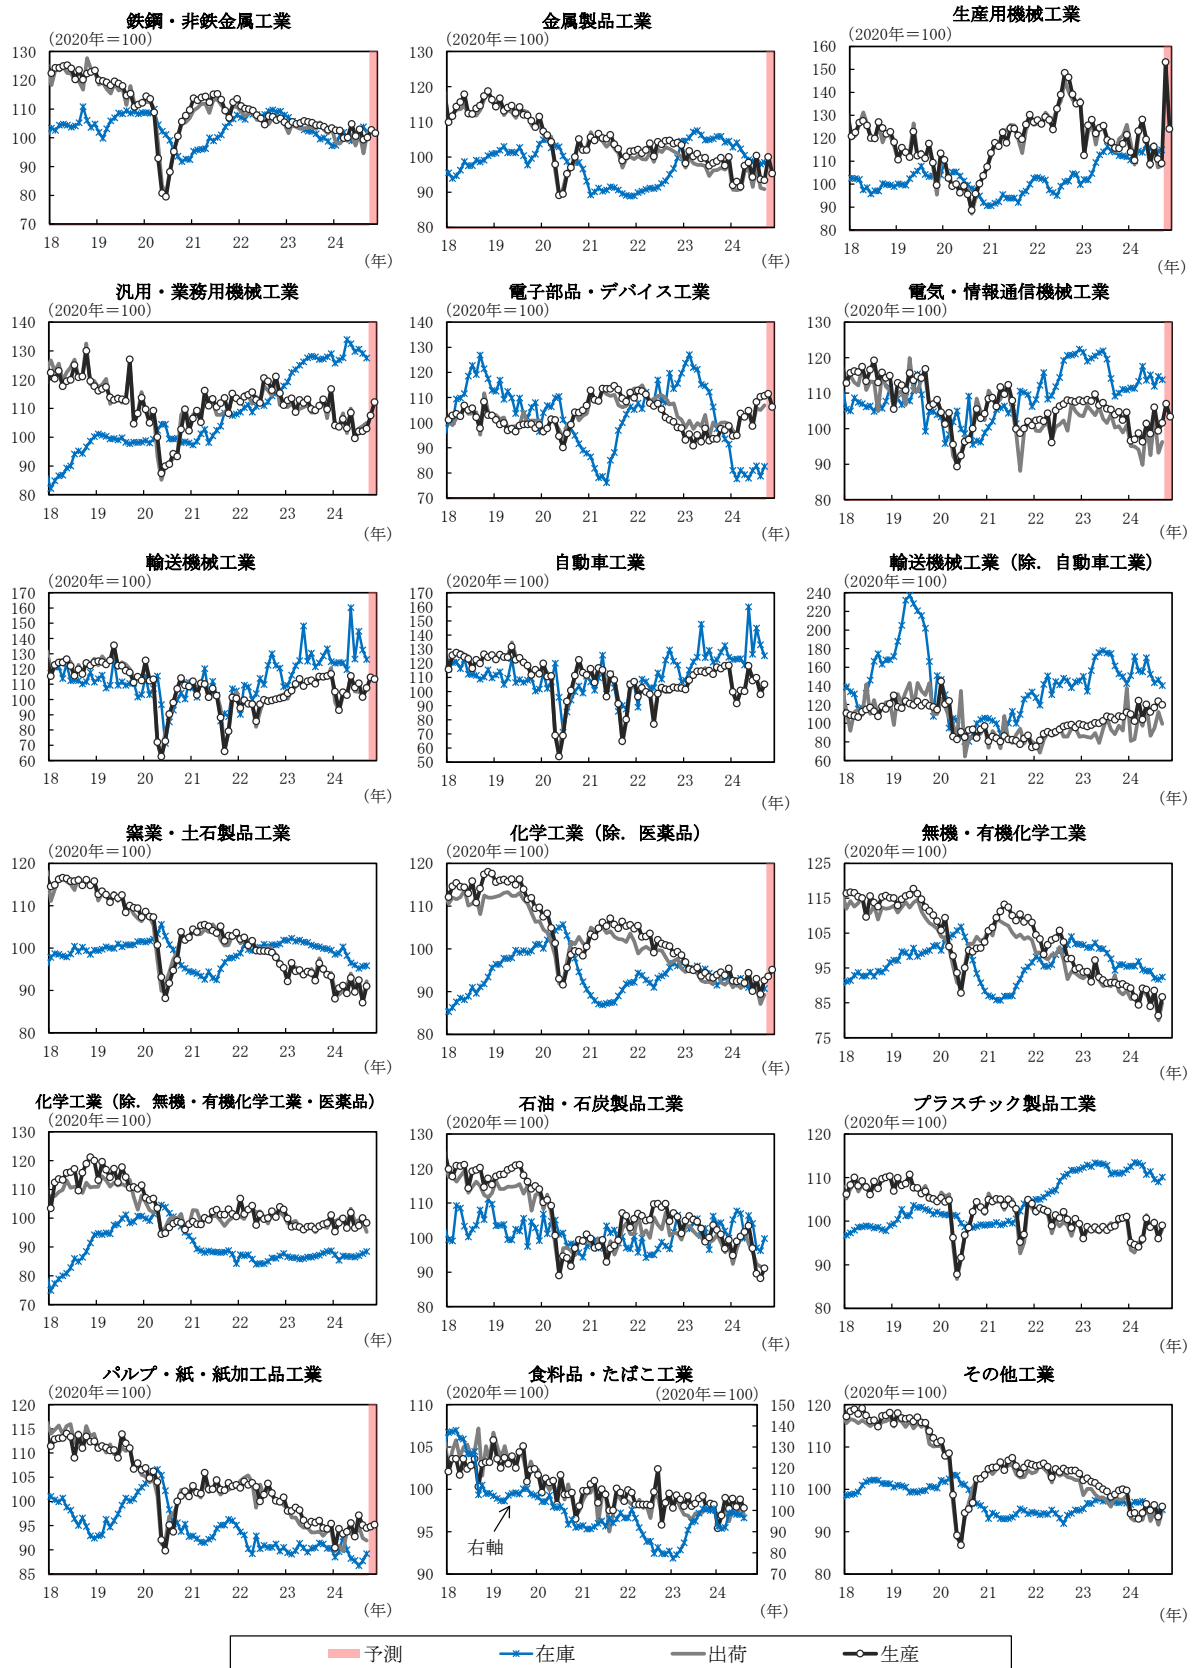 鉄鋼・非鉄金属工業
(2020年＝100)
130
120
110
100
90
80
70
18 19 20 21 22 23 24
(年)
金属製品工業
(2020年＝100)
130
120
110
100
90
80
18 19 20 21 22 23 24
(年)
生産用機械工業
(2020年＝100)
160
150
140
130
120
110
100
90
80
18 19 20 21 22 23 24
(年)
汎用・業務用機械工業
(2020年＝100)
140
130
120
110
100
90
80
18 19 20 21 22 23 24
(年)
電子部品・デバイス工業
(2020年＝100)
140
130
120
110
100
90
80
70
18 19 20 21 22 23 24
(年)
電気・情報通信機械工業
(2020年＝100)
130
120
110
100
90
80
18 19 20 21 22 23 24
(年)
輸送機械工業
(2020年＝100)
170
160
150
140
130
120
110
100
90
80
70
60
18 19 20 21 22 23 24
(年)
自動車工業
(2020年＝100)
170
160
150
140
130
120
110
100
90
80
70
60
50
18 19 20 21 22 23 24
(年)
輸送機械工業（除．自動車工業）
(2020年＝100)
240
220
200
180
160
140
120
100
80
60
18 19 20 21 22 23 24
(年)
窯業・土石製品工業
(2020年＝100)
120
110
100
90
80
18 19 20 21 22 23 24
(年)
化学工業（除．医薬品）
(2020年＝100)
120
110
100
90
80
18 19 20 21 22 23 24
(年)
無機・有機化学工業
(2020年＝100)
125
115
105
95
85
75
18 19 20 21 22 23 24
(年)
化学工業（除．無機・有機化学工業・医薬品）
(2020年＝100)
130
120
110
100
90
80
70
18 19 20 21 22 23 24
(年)
石油・石炭製品工業
(2020年＝100)
130
120
110
100
90
80
18 19 20 21 22 23 24
(年)
プラスチック製品工業
(2020年＝100)
120
110
100
90
80
18 19 20 21 22 23 24
(年)
パルプ・紙・紙加工品工業
(2020年＝100)
120
115
110
105
100
95
90
85
18 19 20 21 22 23 24
(年)
食料品・たばこ工業
(2020年＝100) (2020年＝100)
110
105
100
95
90
150
140
130
120
110
100
90
80
70
右軸
18 19 20 21 22 23 24
(年)
その他工業
(2020年＝100)
120
110
100
90
80
18 19 20 21 22 23 24
(年)
予測 在庫 出荷 生産